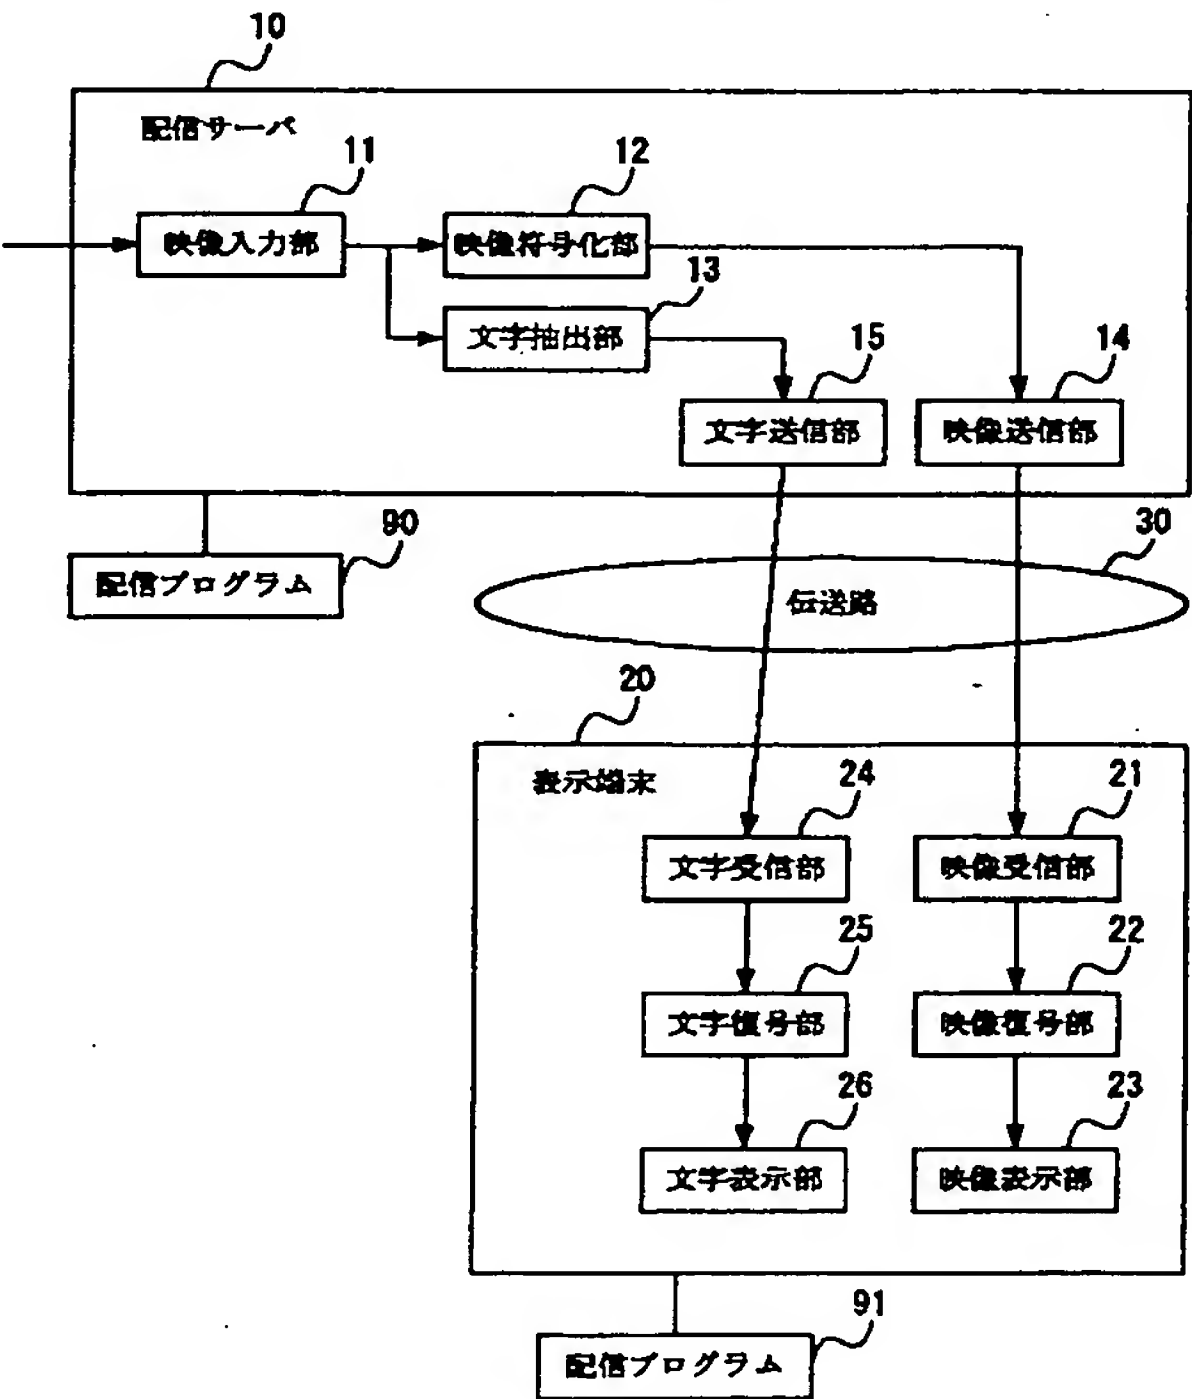 10
配信サーバ
11
12
映像入力部
映像符号化部
13
文字抽出部
15
14
文字送信部
映像送信部
90
配信プログラム
30
伝送路
20
表示端末
24
21
文字受信部
映像受信部
25
22
文字復号部
映像復号部
26
23
文字表示部
映像表示部
91
配信プログラム